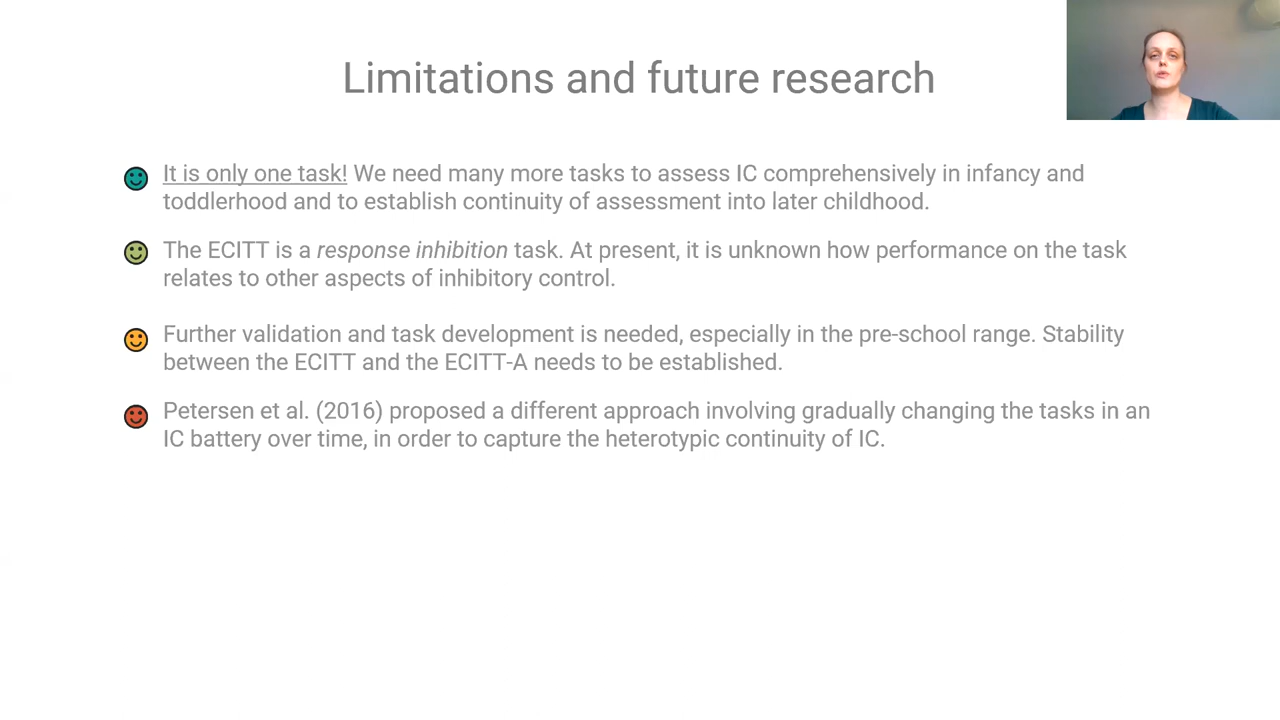 Limitations and future research
It is only one task! We need many more tasks to assess IC comprehensively in infancy and
toddlerhood and to establish continuity of assessment into later childhood.
The ECITT is a response inhibition task. At present, it is unknown how performance on the task
relates to other aspects of inhibitory control.
Further validation and task development is needed, especially in the pre-school range. Stability
between the ECITT and the ECITT-A needs to be established.
Petersen et al. (2016) proposed a different approach involving gradually changing the tasks in an
IC battery over time, in order to capture the heterotypic continuity of IC.